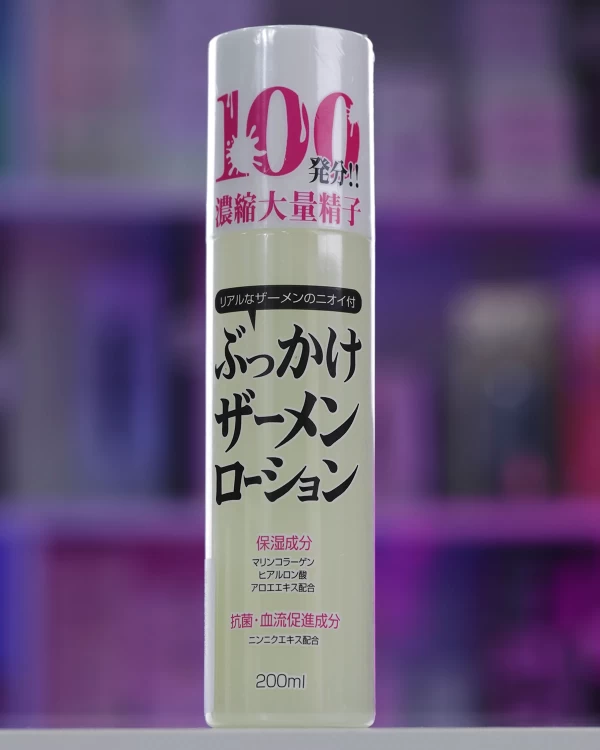 100
発分!!
濃縮大量精子
リアルなザーメンのニオイ付
ぶっかけ
ザーメン
ローション
保湿成分
マリンコラーゲン
ヒアルロン酸
アロエエキス配合
抗菌・血流促進成分
ニンニクエキス配合
200ml